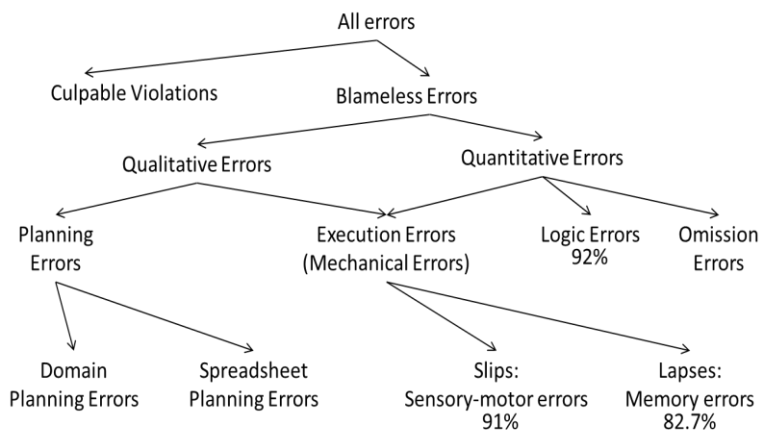 All errors
Culpable Violations
Blameless Errors
Qualitative Errors
Quantitative Errors
Planning
Errors
Execution Errors
(Mechanical Errors)
Logic Errors
92%
Omission
Errors
Domain
Planning Errors
Spreadsheet
Planning Errors
Slips:
Sensory-motor errors
91%
Lapses:
Memory errors
82.7%